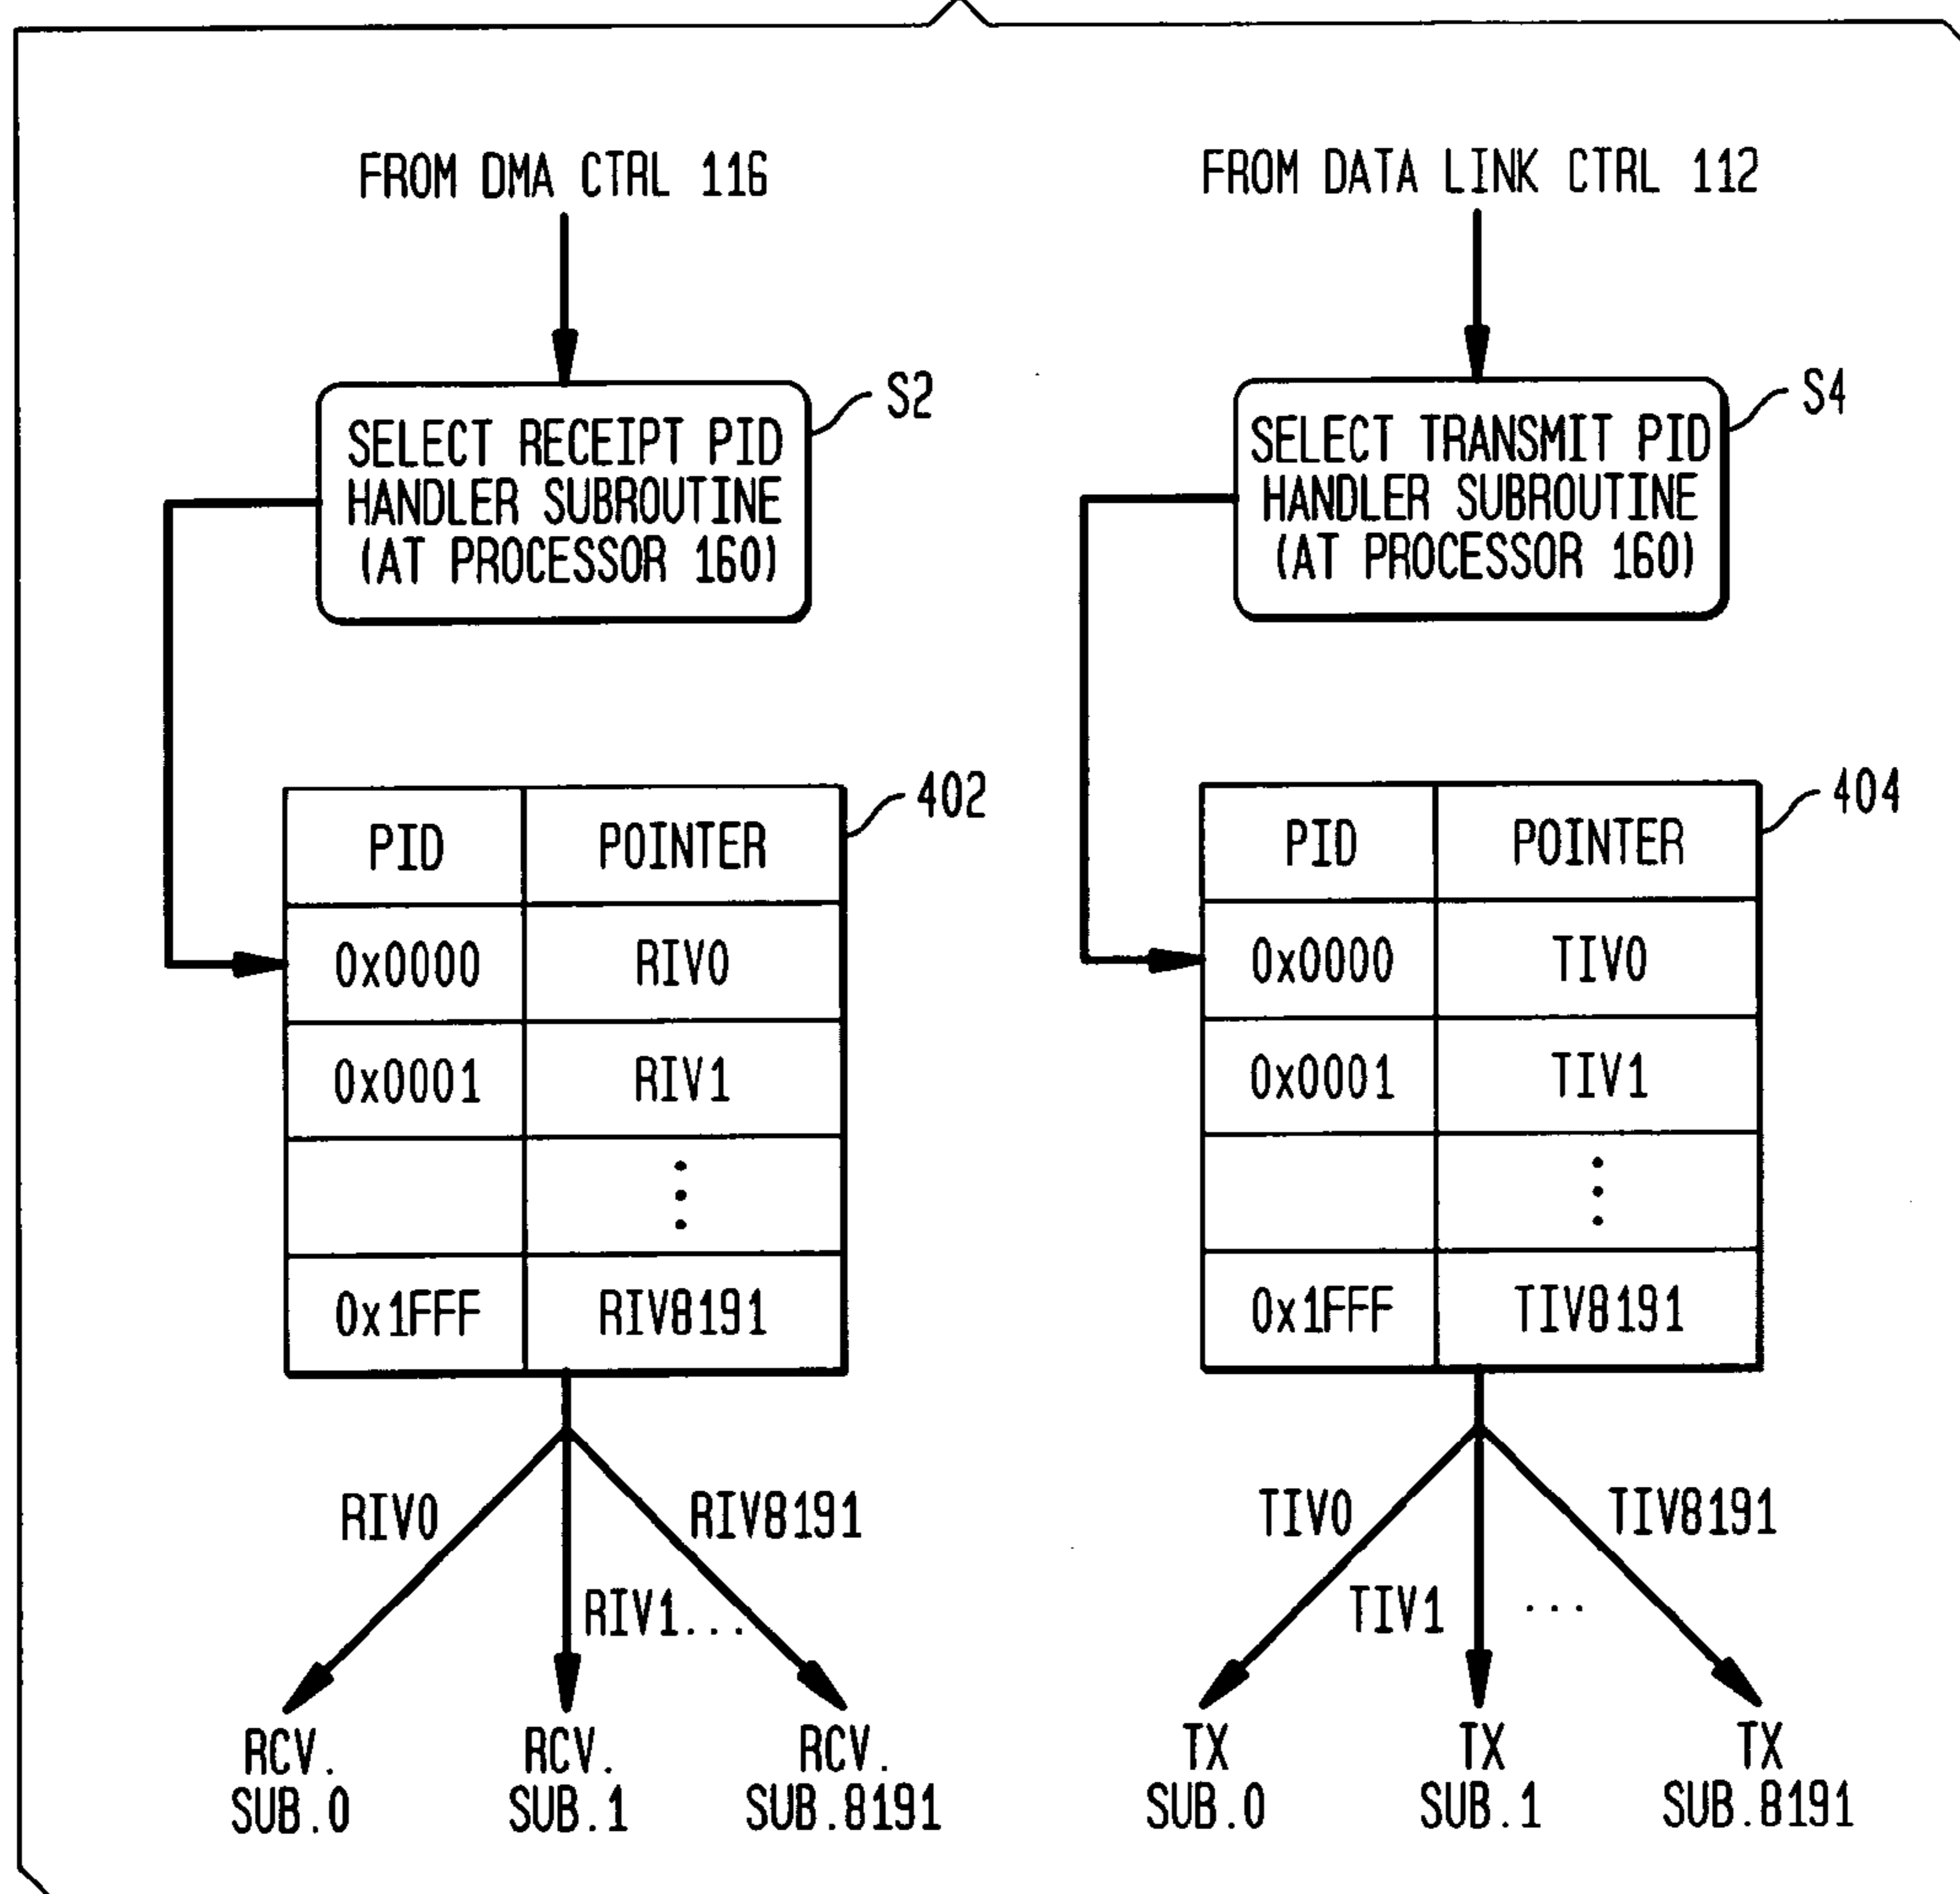 FROM DMA CTRL 116
SELECT RECEIPT PID
HANDLER SUBROUTINE
(AT PROCESSOR 160)
S2
402
PID POINTER
0x0000 RIV0
0x0001 RIV1
⋮
0x1FFF RIV8191
RIV0
RIV8191
RIV1...
RCV.
SUB.0
RCV.
SUB.1
RCV.
SUB.8191
FROM DATA LINK CTRL 112
SELECT TRANSMIT PID
HANDLER SUBROUTINE
(AT PROCESSOR 160)
S4
404
PID POINTER
0x0000 TIV0
0x0001 TIV1
⋮
0x1FFF TIV8191
TIV0
TIV8191
TIV1 ...
TX
SUB.0
TX
SUB.1
TX
SUB.8191